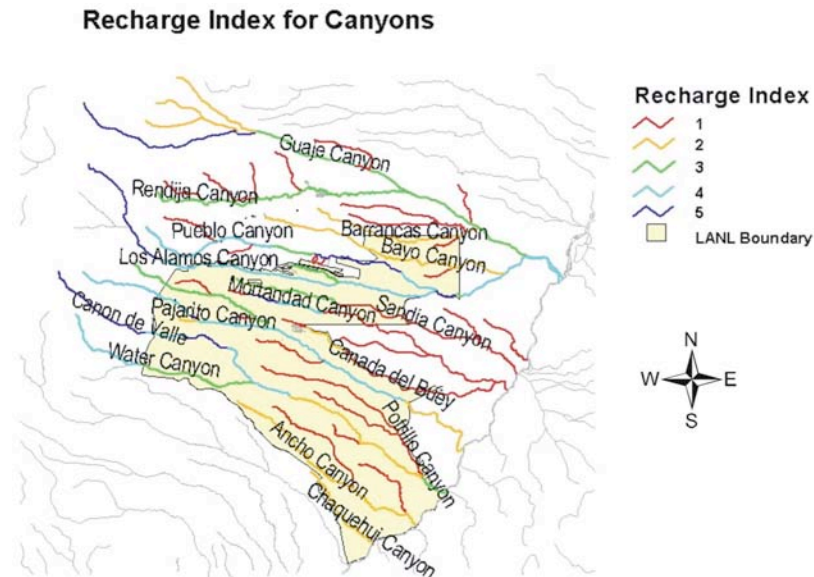 Recharge Index for Canyons
Guaje Canyon
Rendija Canyon
Pueblo Canyon
Barrancas Canyon
Bayo Canyon
Los Alamos Canyon
Mortandad Canyon
Sandia Canyon
Pajarito Canyon
Canon de Valle
Water Canyon
Canada del Buey
Potrillo Canyon
Ancho Canyon
Chaquehui Canyon
Recharge Index
1
2
3
4
5
LANL Boundary
N
W
E
S